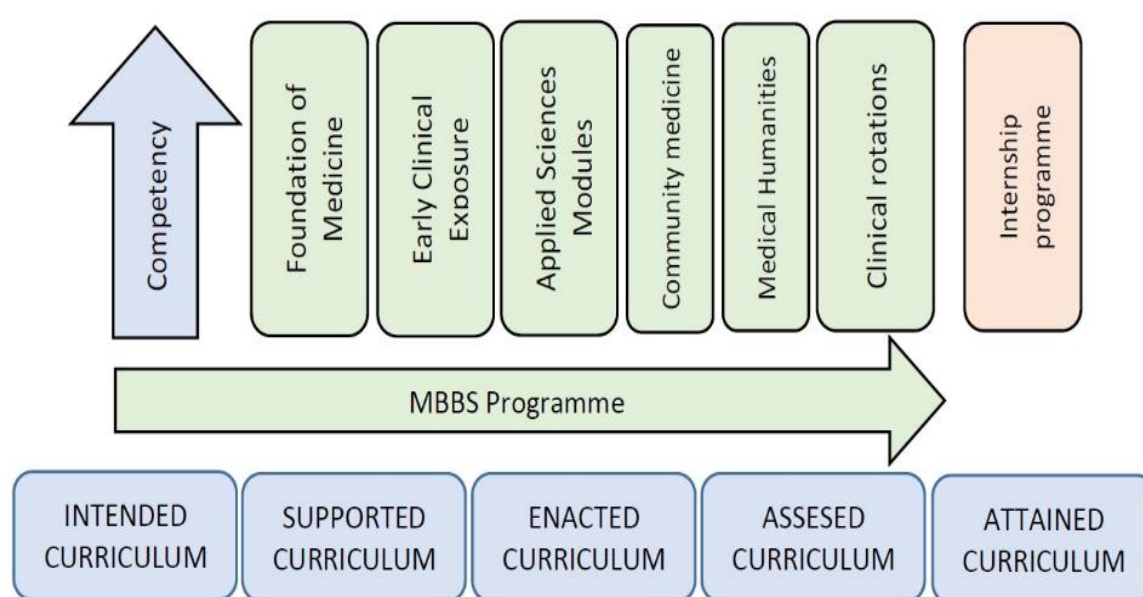 Competency
Foundation of
Medicine
Early Clinical
Exposure
Applied Sciences
Modules
Community medicine
Medical Humanities
Clinical rotations
Internship
programme
MBBS Programme
INTENDED
CURRICULUM
SUPPORTED
CURRICULUM
ENACTED
CURRICULUM
ASSESED
CURRICULUM
ATTAINED
CURRICULUM